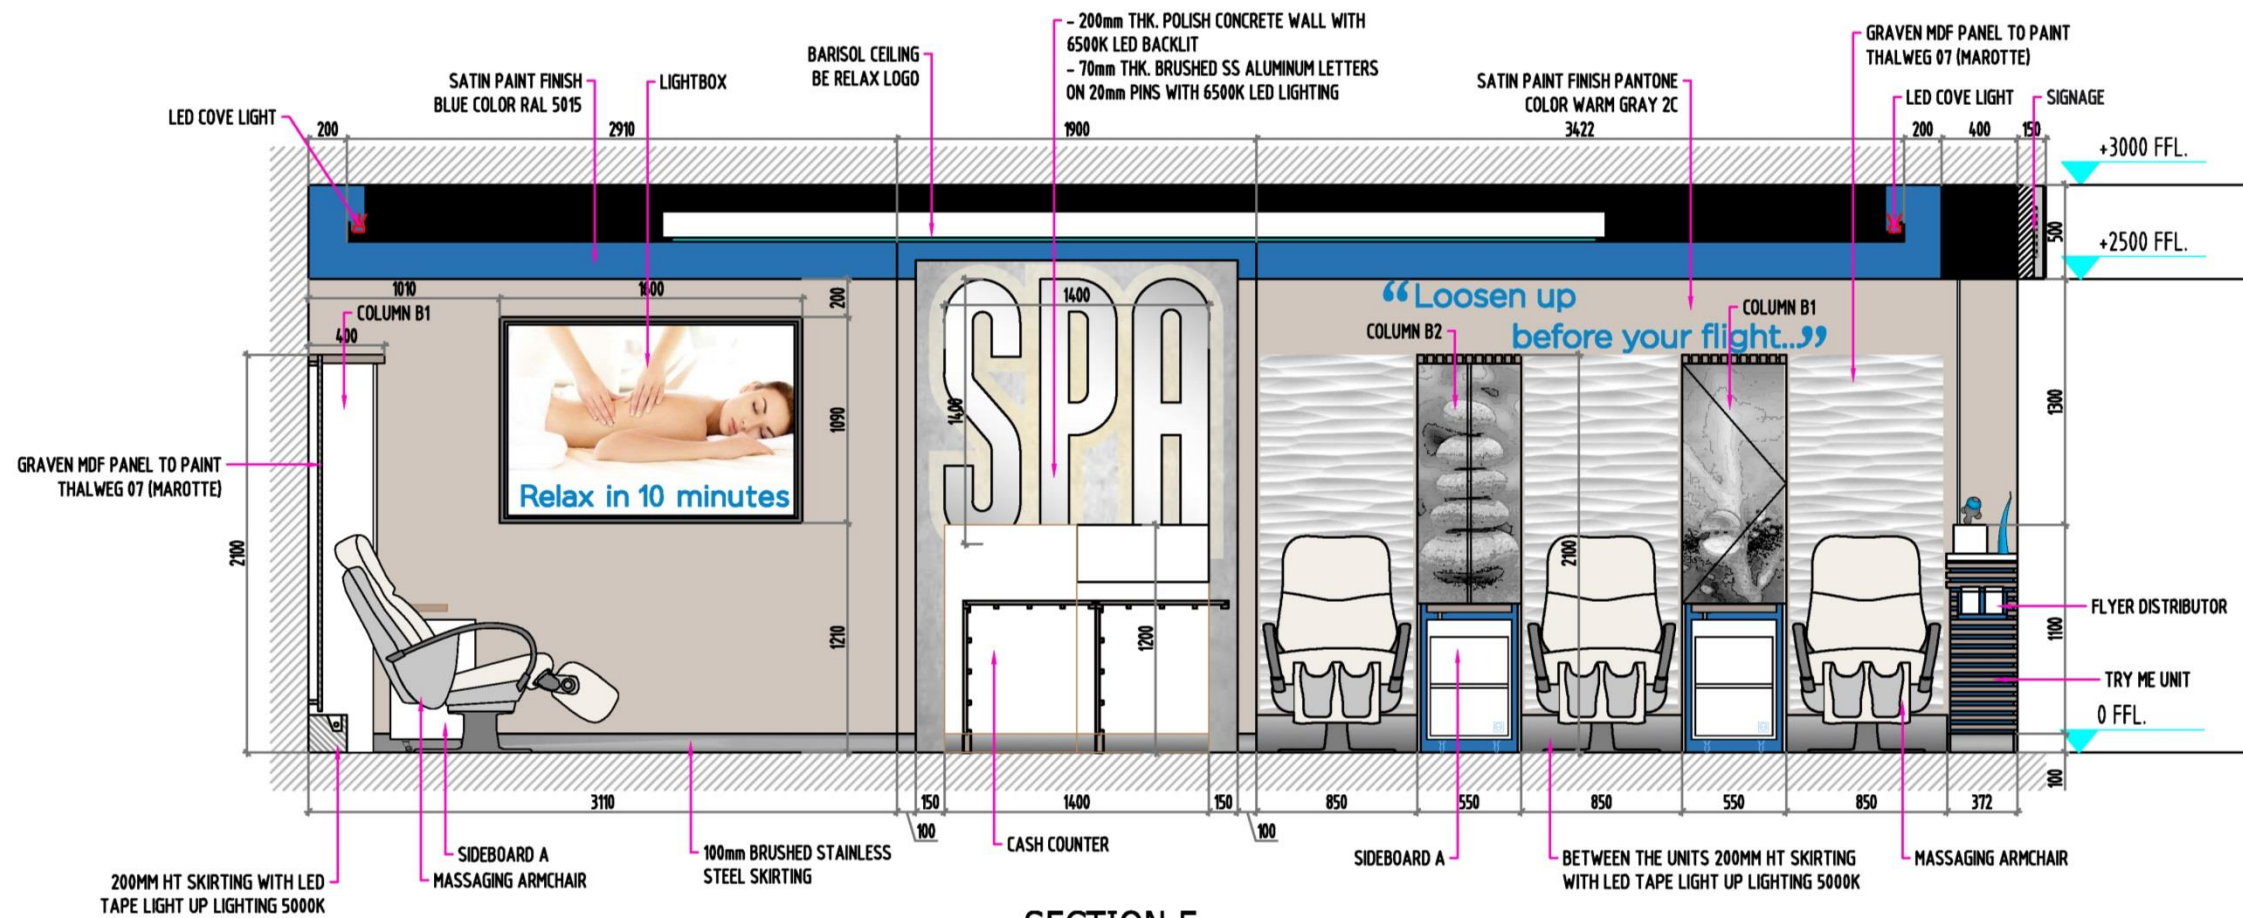 - 200mm THK. POLISH CONCRETE WALL WITH
6500K LED BACKLIT
- 70mm THK. BRUSHED SS ALUMINUM LETTERS
ON 20mm PINS WITH 6500K LED LIGHTING
GRAVEN MDF PANEL TO PAINT
THALWEG 07 (MAROTTE)
BARISOL CEILING
BE RELAX LOGO
SATIN PAINT FINISH
BLUE COLOR RAL 5015
LIGHTBOX
SATIN PAINT FINISH PANTONE
COLOR WARM GRAY 2C
LED COVE LIGHT
SIGNAGE
LED COVE LIGHT
200
2910
1900
3422
200
400
150
+3000 FFL.
500
+2500 FFL.
1010
1600
200
1400
“Loosen up
before your flight...”
COLUMN B1
400
COLUMN B2
COLUMN B1
SPA
1400
1090
1300
Relax in 10 minutes
GRAVEN MDF PANEL TO PAINT
THALWEG 07 (MAROTTE)
2100
1210
1200
2100
1100
FLYER DISTRIBUTOR
TRY ME UNIT
0 FFL.
100
3110
150
1400
150
850
550
850
550
850
372
100
100
CASH COUNTER
SIDEBOARD A
MASSAGING ARMCHAIR
100mm BRUSHED STAINLESS
STEEL SKIRTING
SIDEBOARD A
BETWEEN THE UNITS 200MM HT SKIRTING
WITH LED TAPE LIGHT UP LIGHTING 5000K
MASSAGING ARMCHAIR
200MM HT SKIRTING WITH LED
TAPE LIGHT UP LIGHTING 5000K
SECTION E